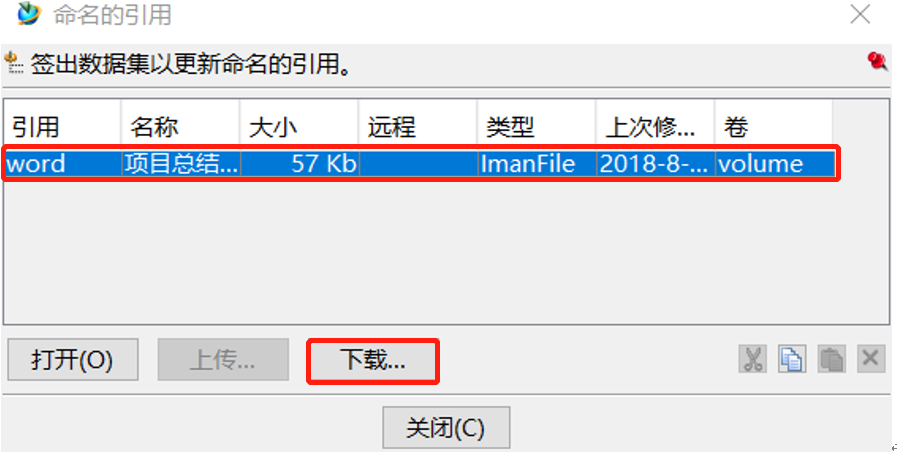 命名的引用
签出数据集以更新命名的引用。
引用 名称 大小 远程 类型 上次修... 卷
word 项目总结... 57 Kb ImanFile 2018-8-... volume
打开(O) 上传... 下载...
关闭(C)